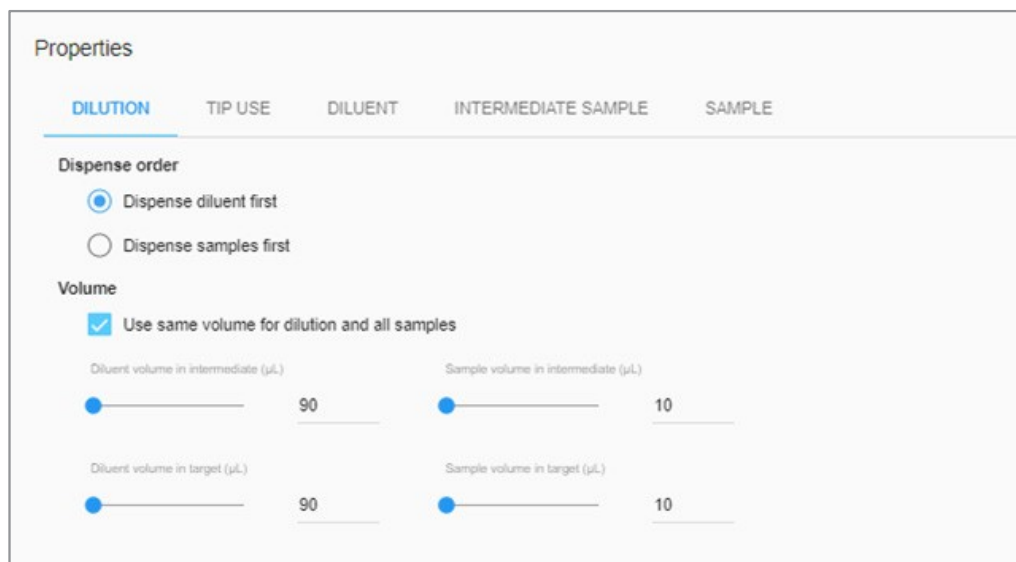 Properties
DILUTION TIP USE DILUENT INTERMEDIATE SAMPLE SAMPLE
Dispense order
Dispense diluent first
Dispense samples first
Volume
Use same volume for dilution and all samples
Diluent volume in intermediate (µL) Sample volume in intermediate (µL)
90 10
Diluent volume in target (µL) Sample volume in target (µL)
90 10